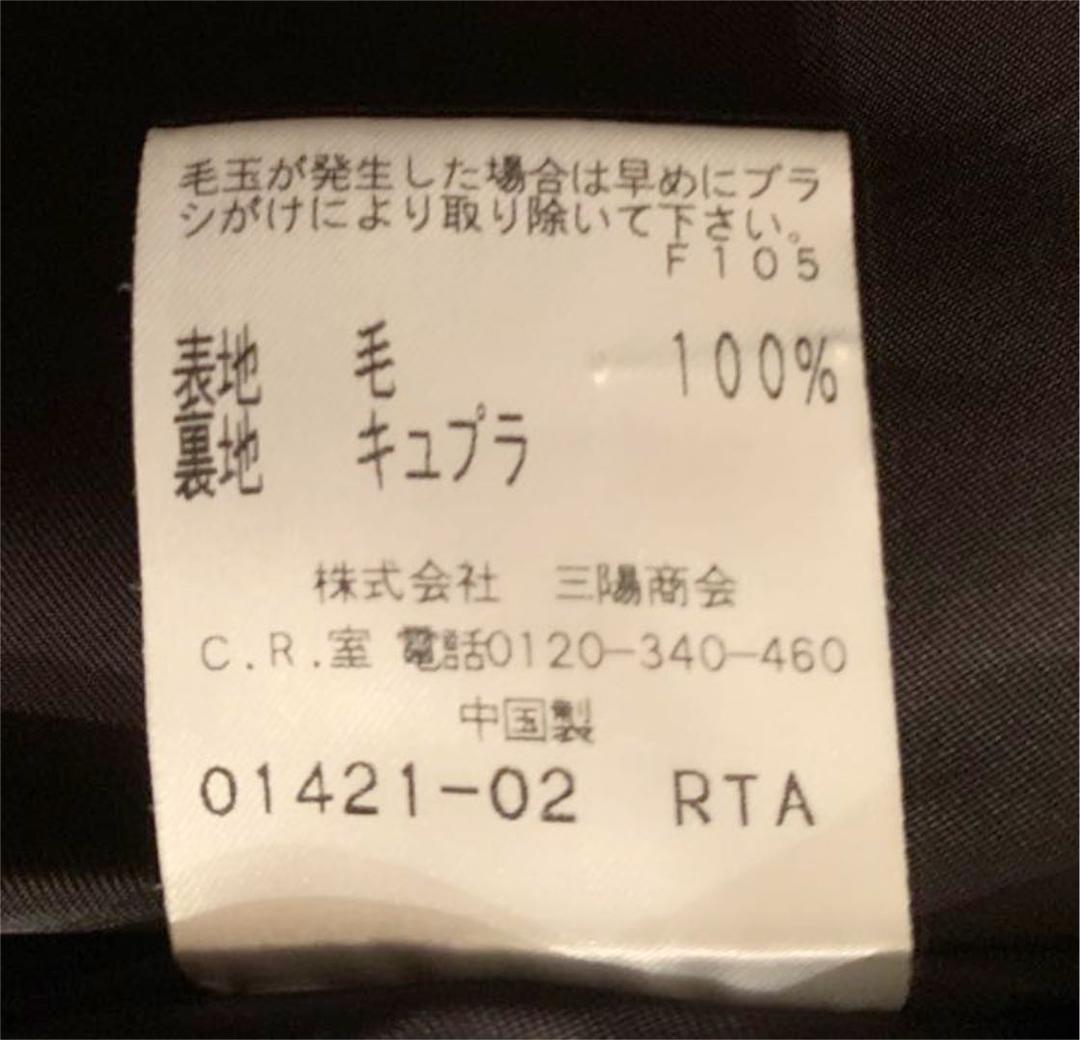 毛玉が発生した場合は早めにブラ
シがけにより取り除いて下さい。
F105
表地 毛 100%
裏地 キュプラ
株式会社 三陽商会
C.R.室 電話0120-340-460
中国製
01421-02 RTA